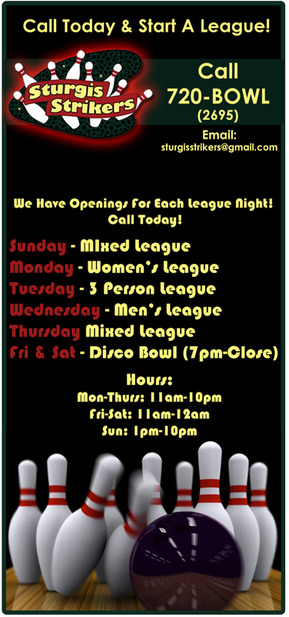 Call Today & Start A League!
Sturgis
Strikers
Call
720-BOWL
(2695)
Email:
sturgisstrikers@gmail.com
We Have Openings For Each League Night!
Call Today!
Sunday - MIxed League
Monday - Women's League
Tuesday - 3 Person League
Wednesday - Men's League
Thursday Mixed League
Fri & Sat - Disco Bowl (7pm-Close)
Hours:
Mon-Thurs: 11am-10pm
Fri-Sat: 11am-12am
Sun: 1pm-10pm